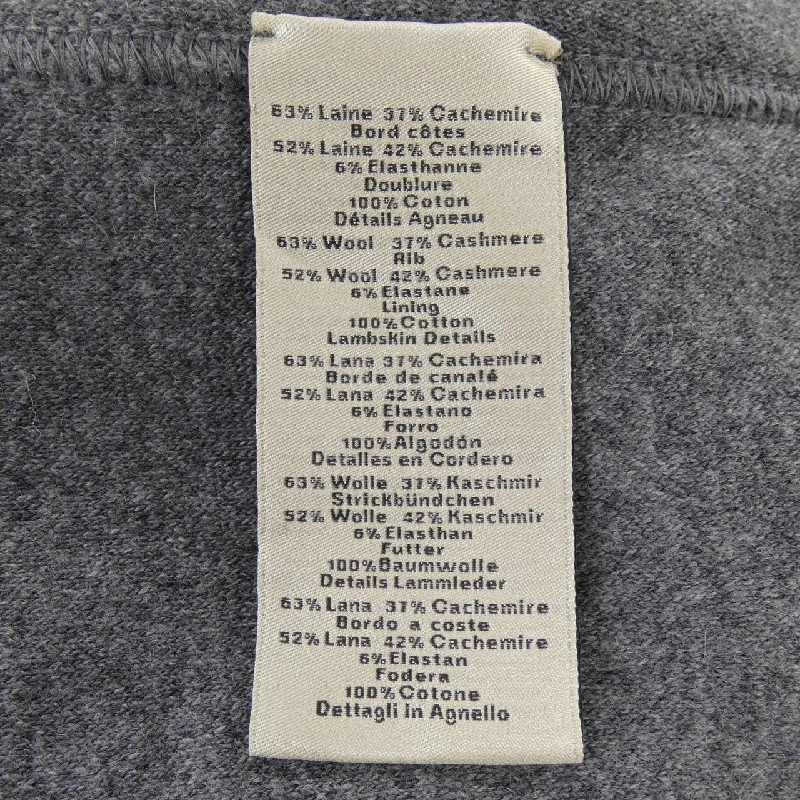 63% Laine 37% Cachemire
Bord côtes
52% Laine 42% Cachemire
6% Elasthanne
Doublure
100% Coton
Détails Agneau
63% Wool 37% Cashmere
Rib
52% Wool 42% Cashmere
6% Elastane
Lining
100% Cotton
Lambskin Details
63% Lana 37% Cachemira
Borde de canalé
52% Lana 42% Cachemira
6% Elastano
Forro
100% Algodón
Detalles en Cordero
63% Wolle 37% Kaschmir
Strickbündchen
52% Wolle 42% Kaschmir
6% Elasthan
Futter
100% Baumwolle
Details Lammleder
63% Lana 37% Cachemire
Bordo a coste
52% Lana 42% Cachemire
6% Elastan
Fodera
100% Cotone
Dettagli in Agnello